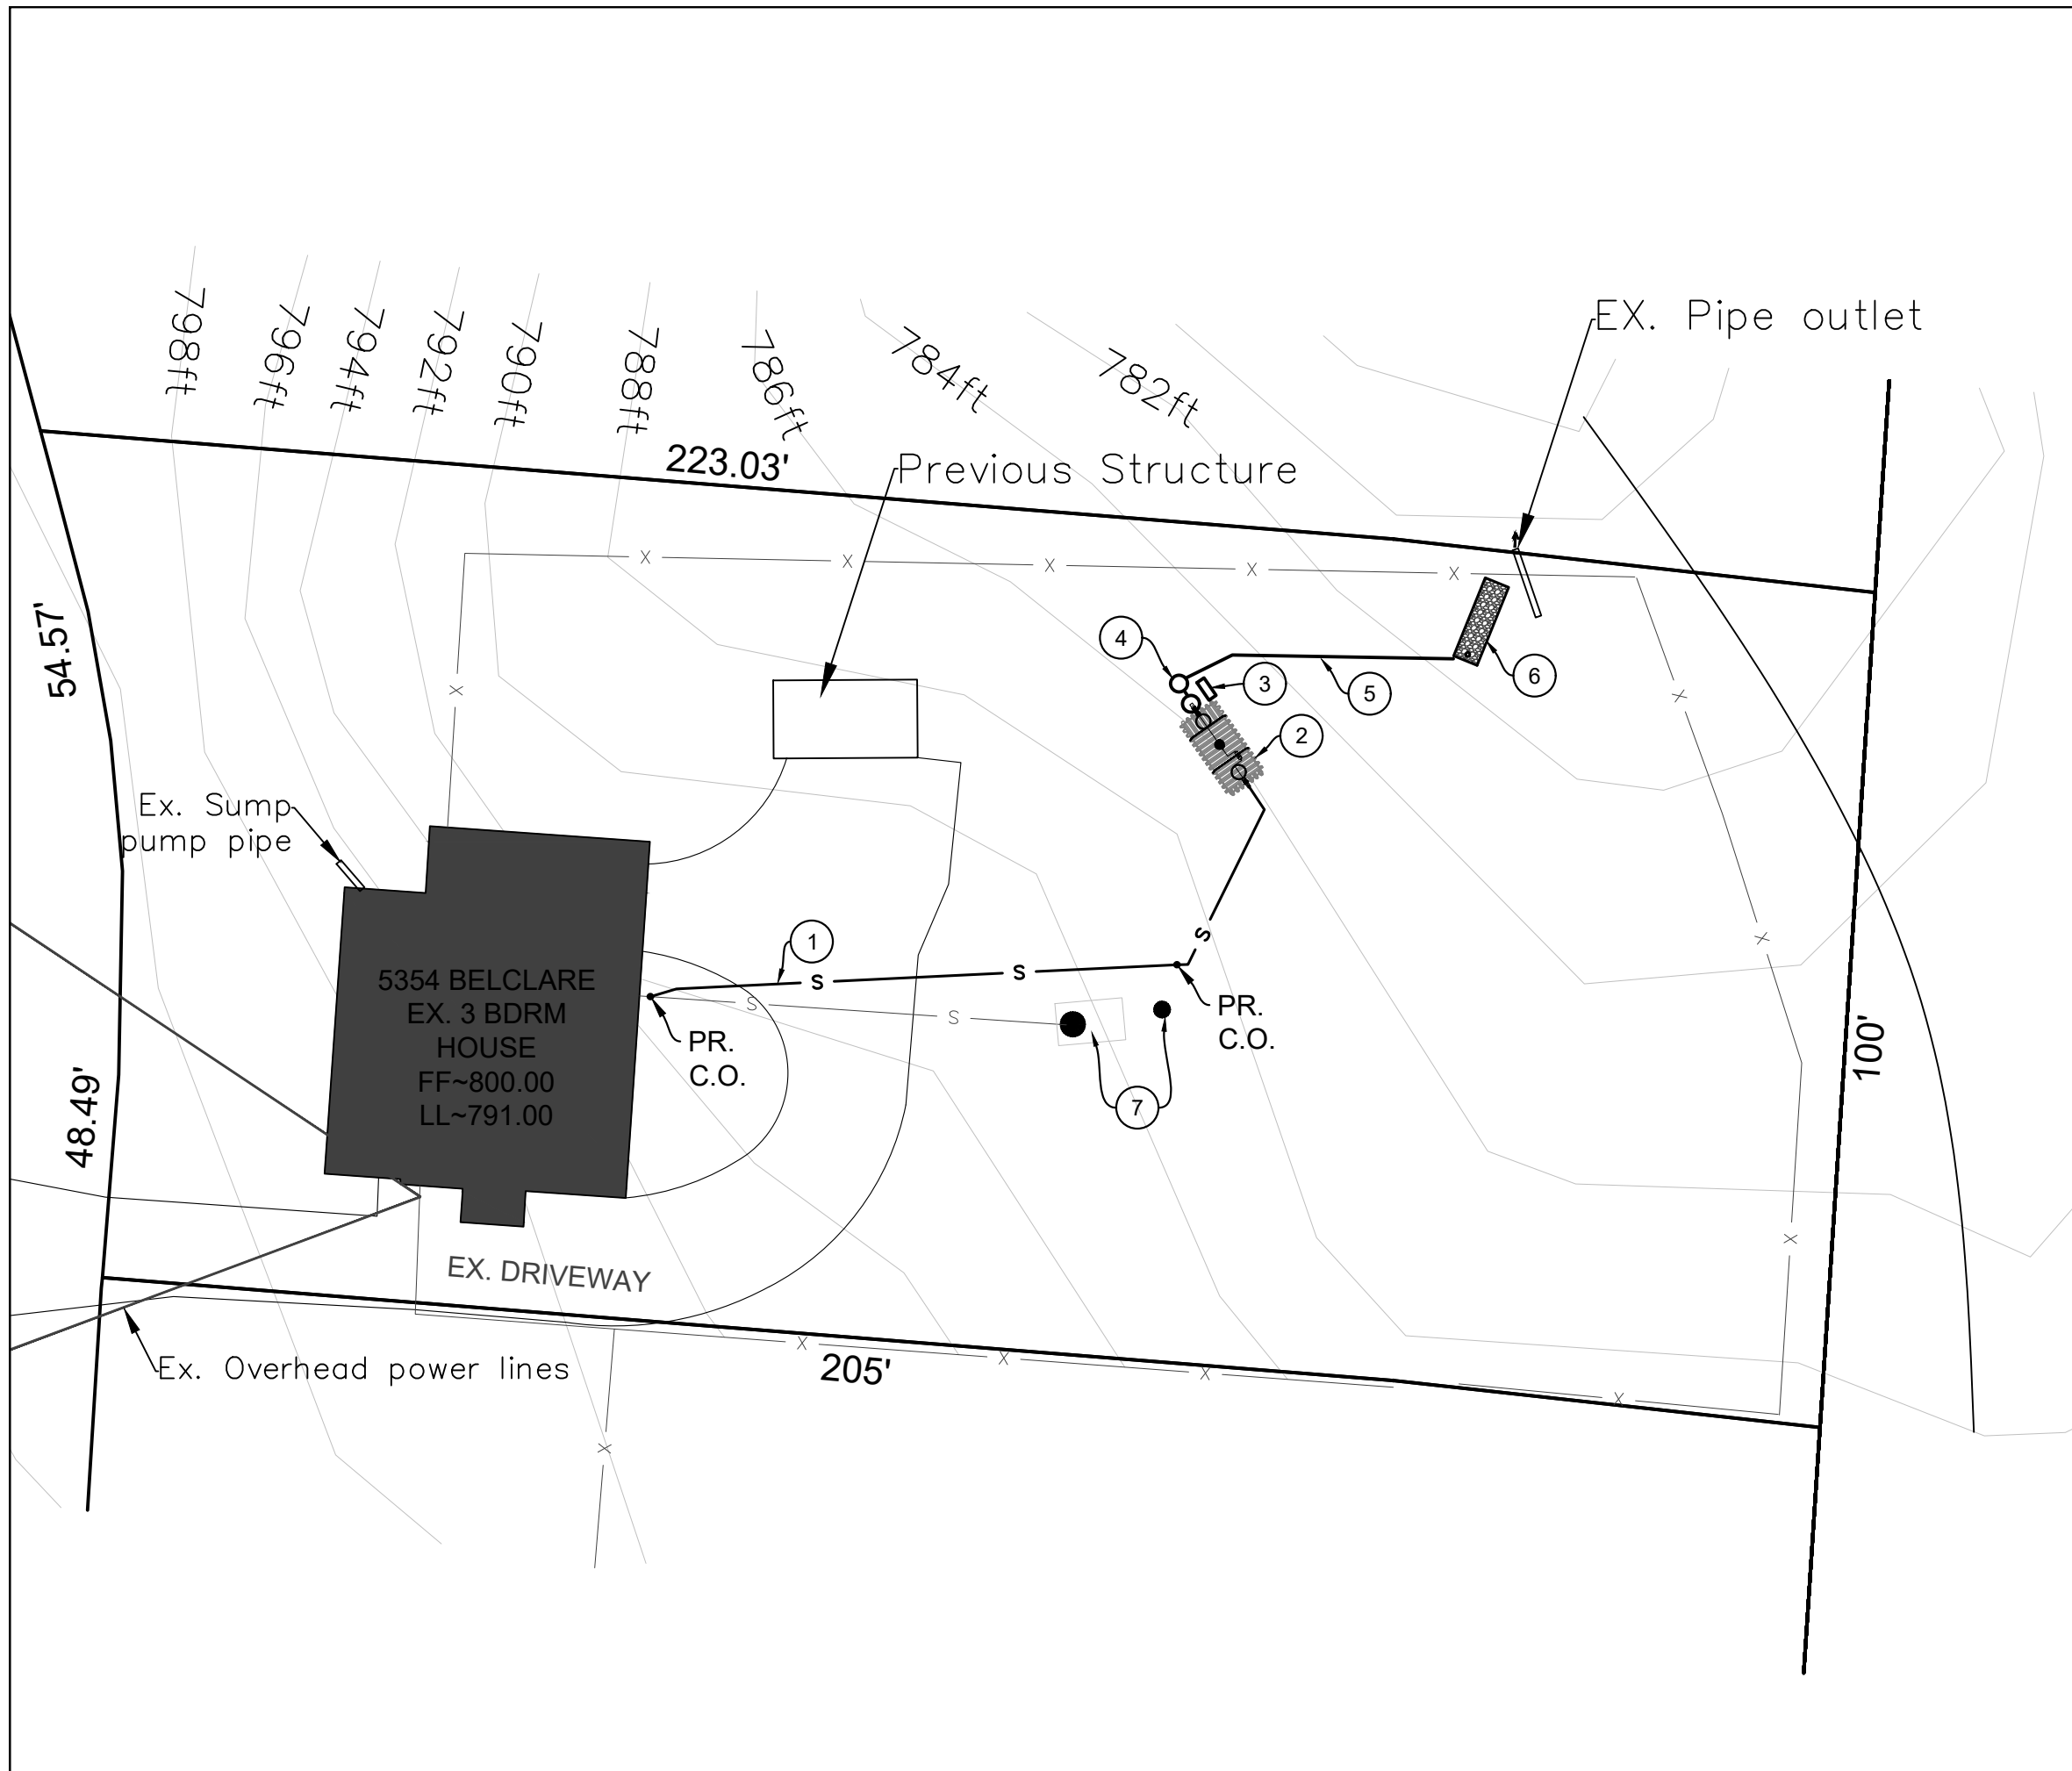 798ft
796ft
794ft
792ft
790ft
788ft
786ft
784ft
782ft
EX. Pipe outlet
223.03'
Previous Structure
54.57'
4
3
5
6
2
Ex. Sump
pump pipe
1
S
S
S
S
S
5354 BELCLARE
EX. 3 BDRM
HOUSE
FF~800.00
LL~791.00
PR.
C.O.
PR.
C.O.
7
100'
48.49'
EX. DRIVEWAY
Ex. Overhead power lines
205'
X
X
X
X
X
X
X
X
X
X
X
X
X
X